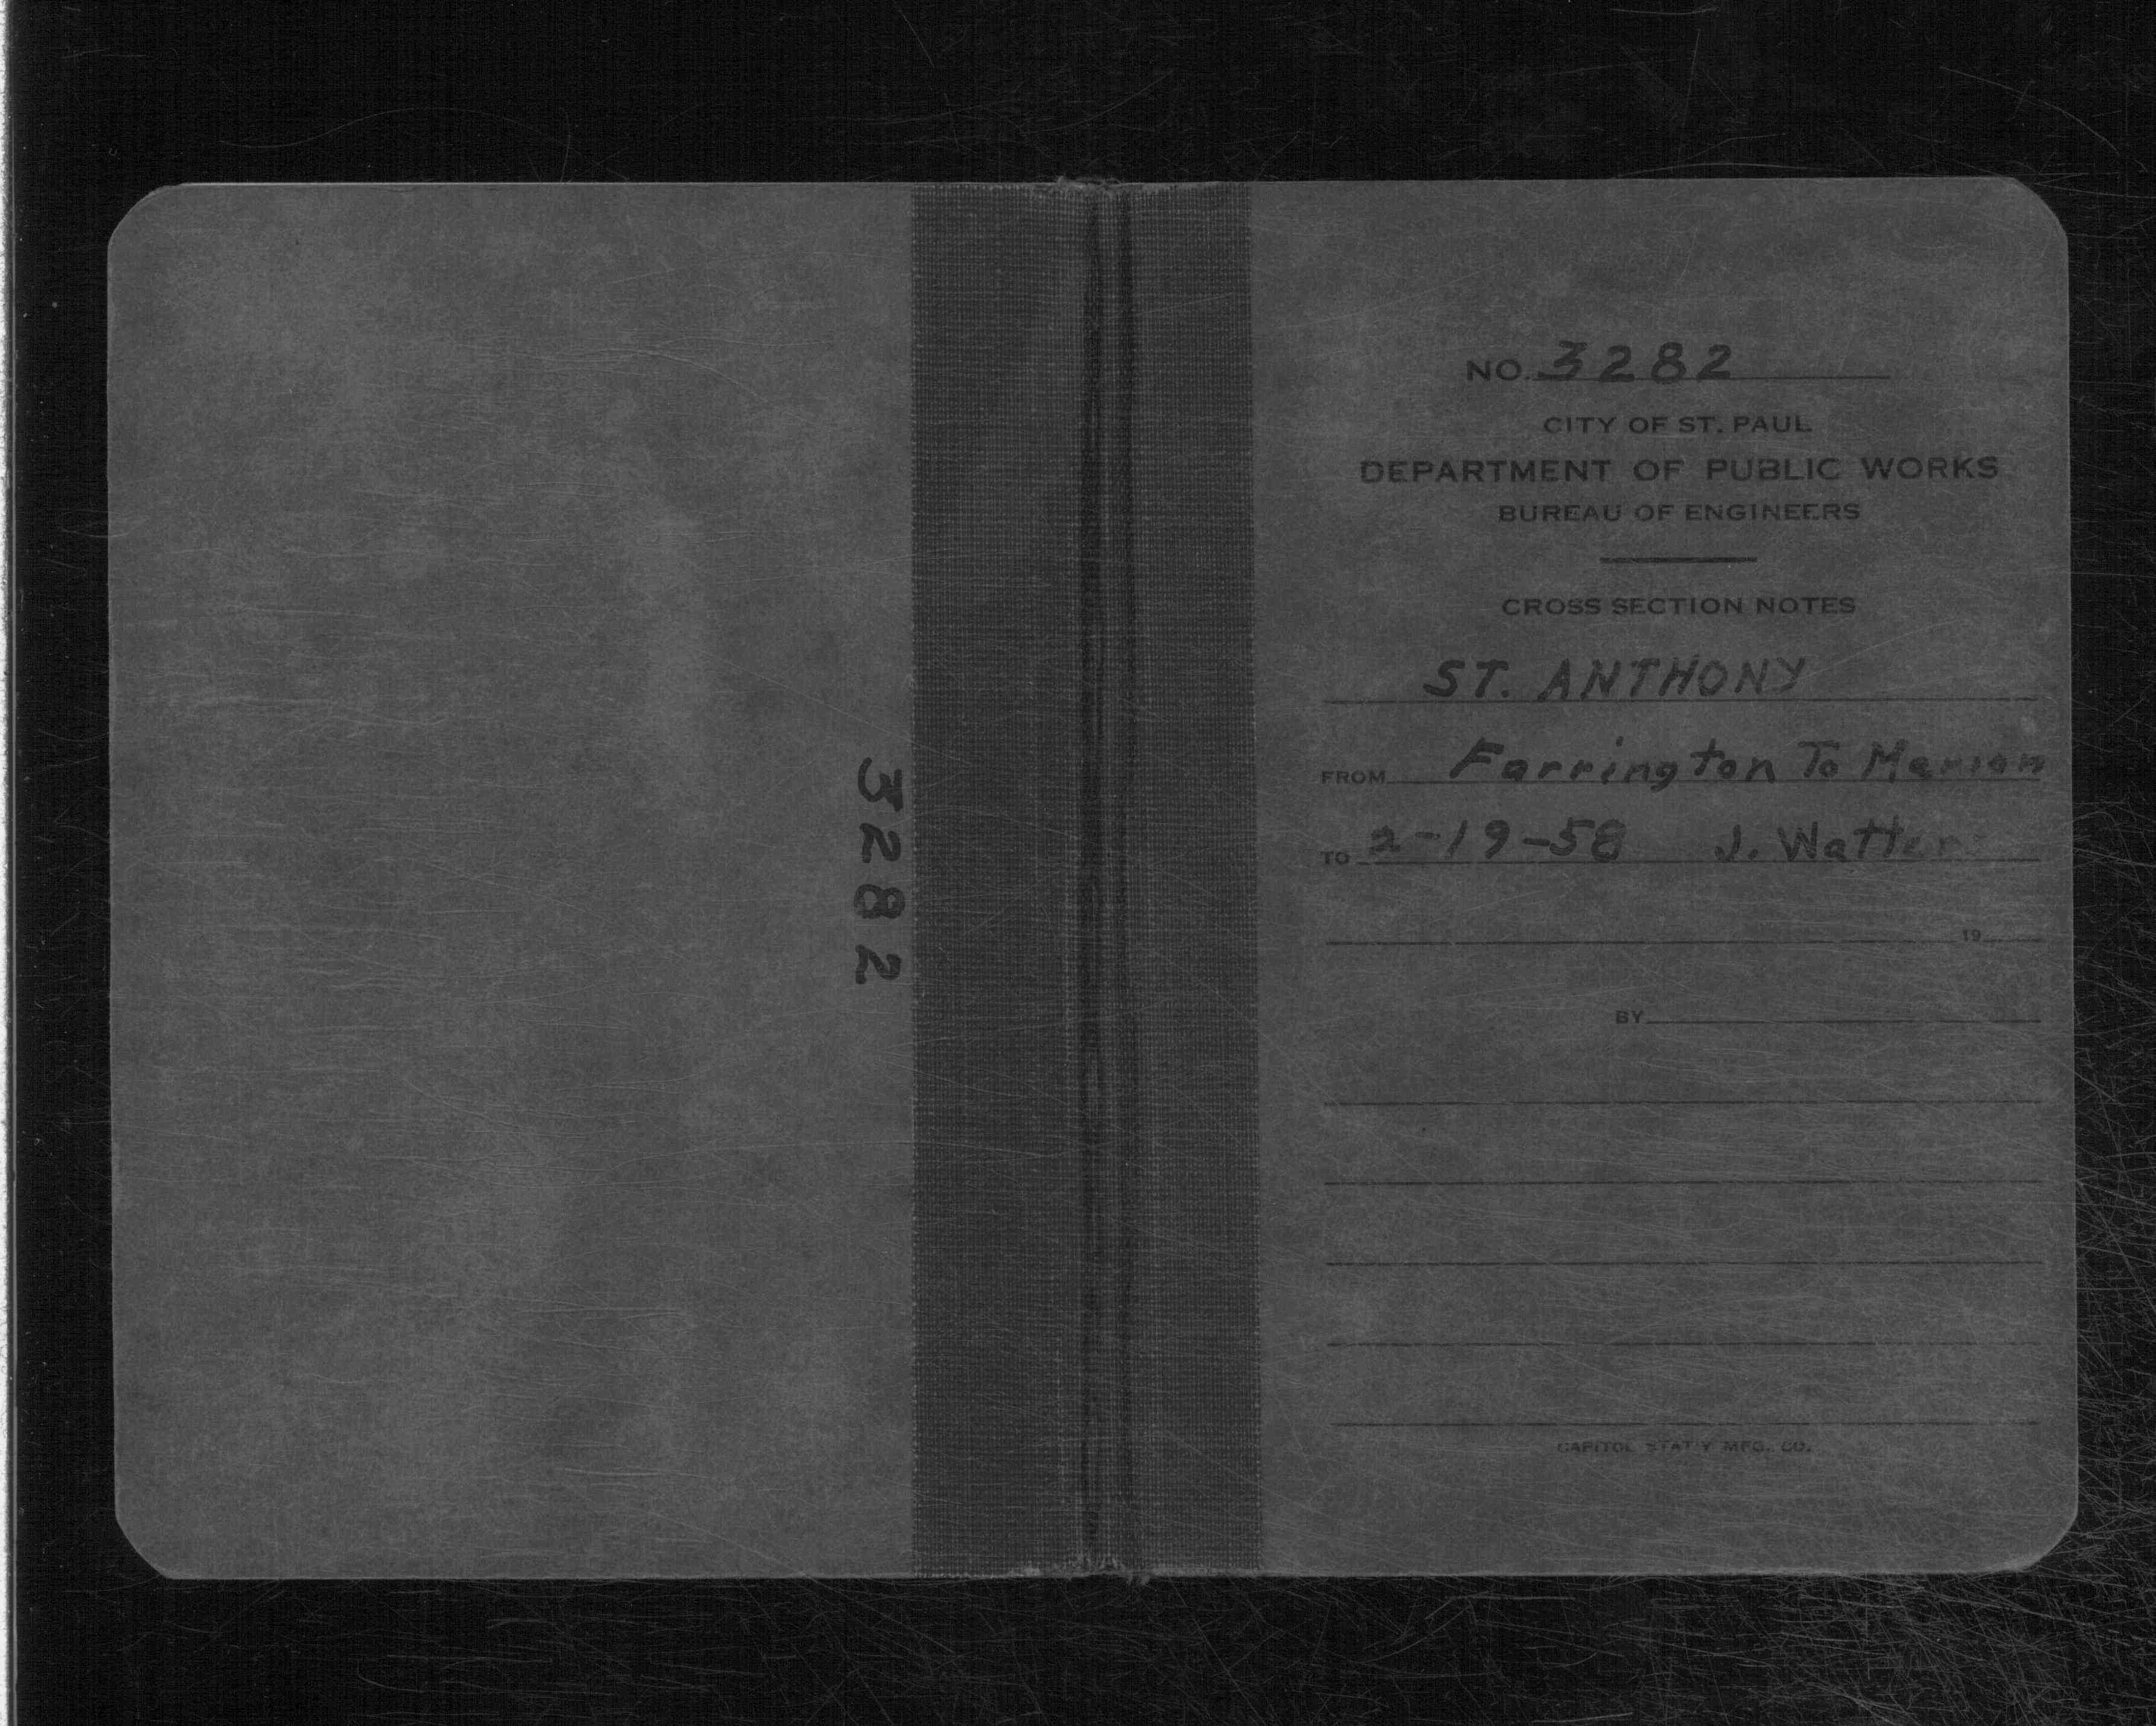 3282
NO. 3282
CITY OF ST. PAUL
DEPARTMENT OF PUBLIC WORKS
BUREAU OF ENGINEERS
CROSS SECTION NOTES
ST. ANTHONY
FROM Farrington To Marion
TO 2-19-58 J. Watter
19
BY
CAPITOL STAT'Y MFG. CO.